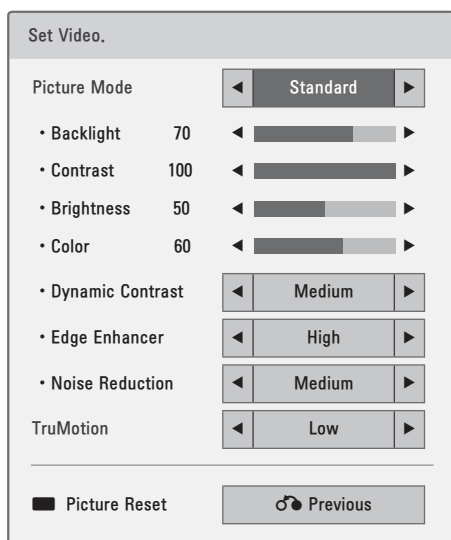 Set Video.
Picture Mode ◀ Standard ▶
• Backlight 70 ◀ ▶
• Contrast 100 ◀ ▶
• Brightness 50 ◀ ▶
• Color 60 ◀ ▶
• Dynamic Contrast ◀ Medium ▶
• Edge Enhancer ◀ High ▶
• Noise Reduction ◀ Medium ▶
TruMotion ◀ Low ▶
Picture Reset Previous